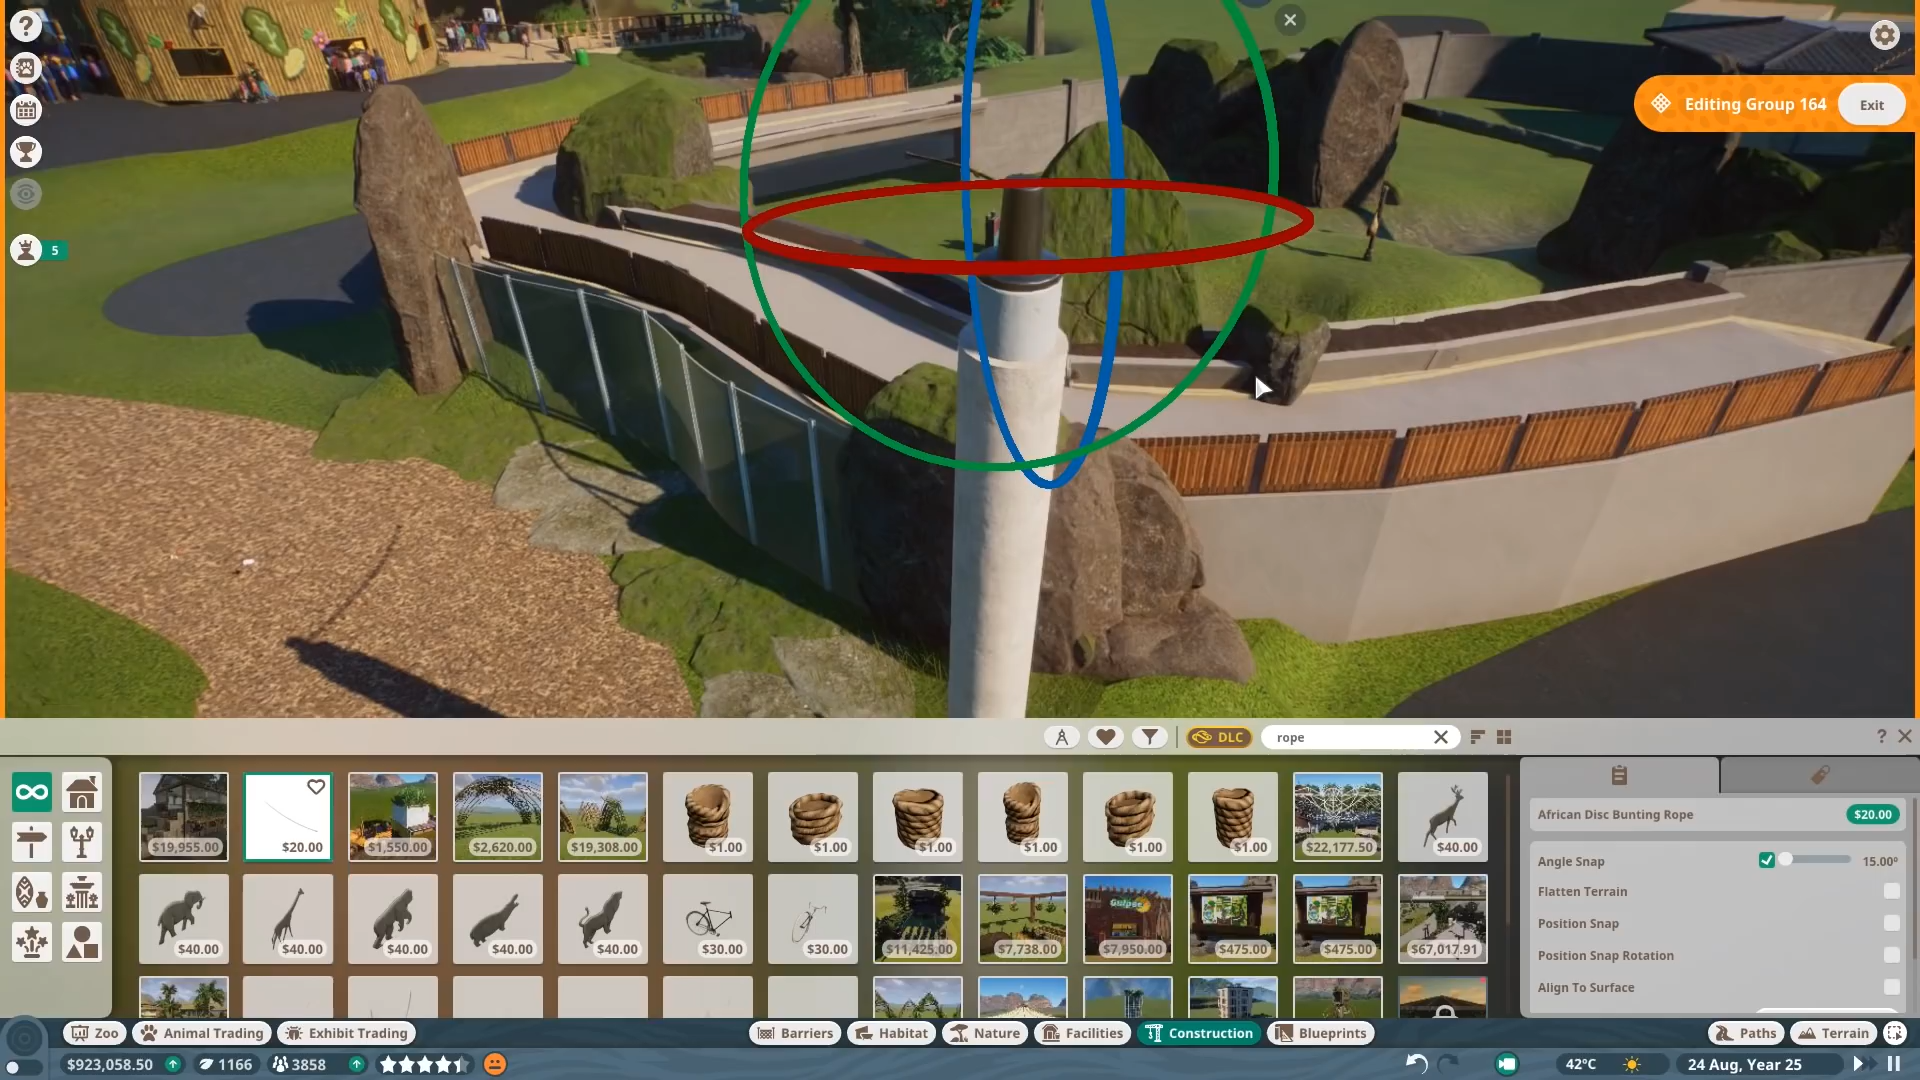 ?
Editing Group 164
Exit
5
DLC
rope
?
$19,955.00
$20.00
$1,550.00
$2,620.00
$19,308.00
$1.00
$1.00
$1.00
$1.00
$1.00
$1.00
$22,177.50
$40.00
$40.00
$40.00
$40.00
$40.00
$40.00
$30.00
$30.00
$11,425.00
$7,738.00
Gulpee
$7,950.00
$475.00
$475.00
$67,017.91
African Disc Bunting Rope
$20.00
Angle Snap
15.00°
Flatten Terrain
Position Snap
Position Snap Rotation
Align To Surface
Zoo
Animal Trading
Exhibit Trading
Barriers
Habitat
Nature
Facilities
Construction
Blueprints
Paths
Terrain
$923,058.50
1166
3858
42°C
24 Aug, Year 25